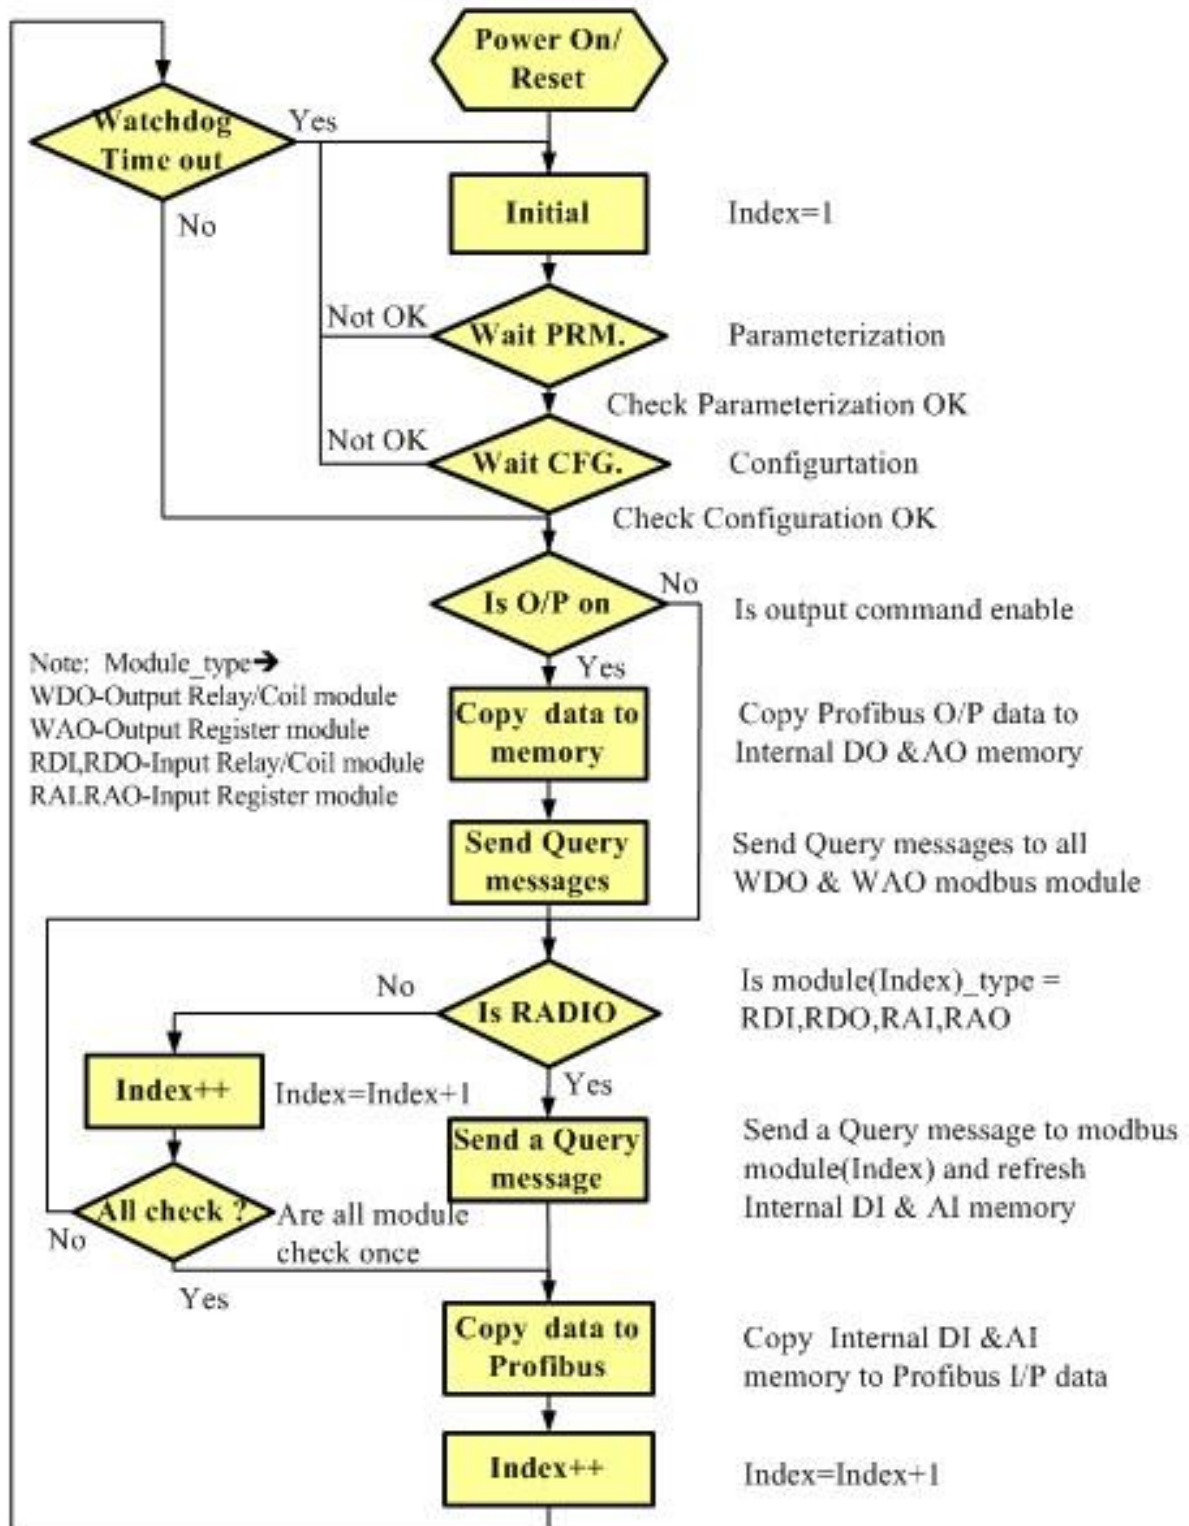 Power On/
Reset
Watchdog
Time out
Yes
No
Initial
Index=1
Not OK
Wait PRM.
Parameterization
Check Parameterization OK
Not OK
Wait CFG.
Configurtation
Check Configuration OK
Is O/P on
No
Is output command enable
Yes
Note: Module_type➔
WDO-Output Relay/Coil module
WAO-Output Register module
RDI,RDO-Input Relay/Coil module
RAI.RAO-Input Register module
Copy data to
memory
Copy Profibus O/P data to
Internal DO &AO memory
Send Query
messages
Send Query messages to all
WDO & WAO modbus module
No
Is RADIO
Is module(Index)_type =
RDI,RDO,RAI,RAO
Yes
Index++
Index=Index+1
Send a Query
message
Send a Query message to modbus
module(Index) and refresh
Internal DI & AI memory
All check ?
No
Are all module
check once
Yes
Copy data to
Profibus
Copy Internal DI &AI
memory to Profibus I/P data
Index++
Index=Index+1